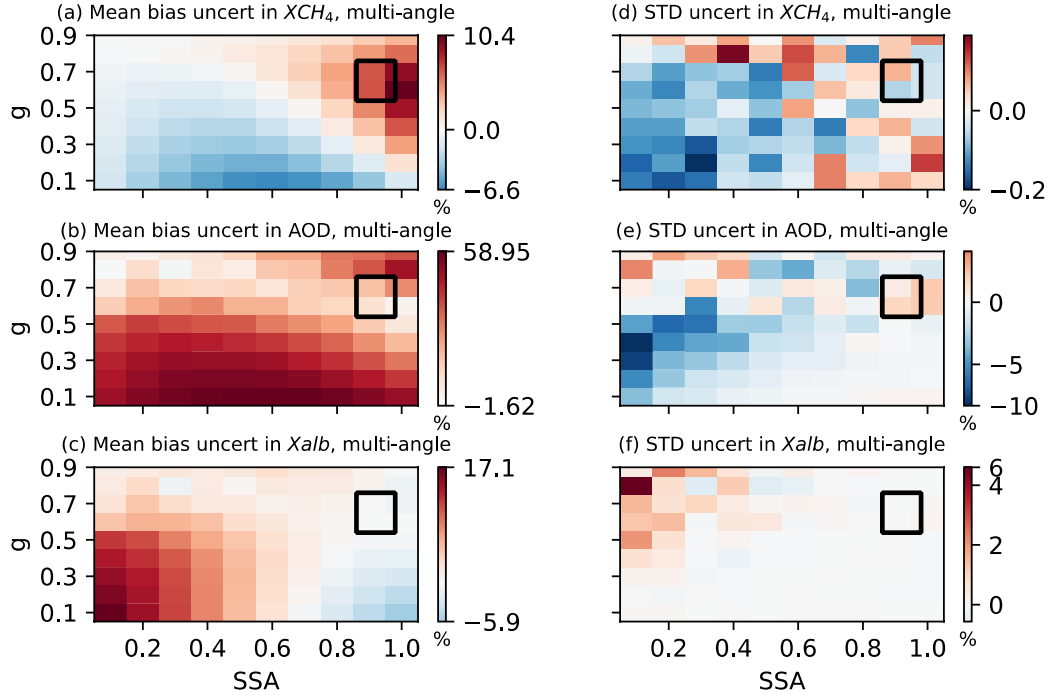 (a) Mean bias uncert in XCH₄, multi-angle
0.9
0.7
0.5
0.3
0.1
g
10.4
0.0
−6.6
%
(d) STD uncert in XCH₄, multi-angle
0.0
−0.2
%
(b) Mean bias uncert in AOD, multi-angle
0.9
0.7
0.5
0.3
0.1
g
58.95
−1.62
%
(e) STD uncert in AOD, multi-angle
0
−5
−10
%
(c) Mean bias uncert in Xalb, multi-angle
0.9
0.7
0.5
0.3
0.1
g
0.2 0.4 0.6 0.8 1.0
SSA
17.1
−5.9
%
(f) STD uncert in Xalb, multi-angle
0.2 0.4 0.6 0.8 1.0
SSA
6
4
2
0
%